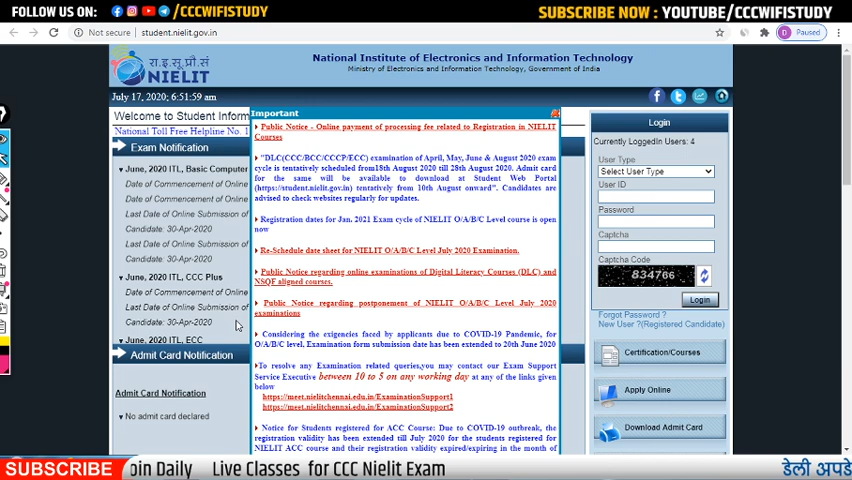 FOLLOW US ON: /CCCWIFISTUDY
SUBSCRIBE NOW : YOUTUBE/CCCWIFISTUDY
Not secure | student.nielit.gov.in
D Paused
रा.इ.सू.प्रौ.सं
NIELIT
National Institute of Electronics and Information Technology
Ministry of Electronics and Information Technology, Government of India
July 17, 2020; 6:51:59 am
Welcome to Student Inform
National Toll Free Helpline No. 1
Exam Notification
June, 2020 ITL, Basic Computer
Date of Commencement of Online
Date of Commencement of Online
Last Date of Online Submission of
Candidate: 30-Apr-2020
Last Date of Online Submission of
Candidate: 30-Apr-2020
June, 2020 ITL, CCC Plus
Date of Commencement of Online
Last Date of Online Submission of
Candidate: 30-Apr-2020
June, 2020 ITL, ECC
Admit Card Notification
Admit Card Notification
No admit card declared
Important
Public Notice - Online payment of processing fee related to Registration in NIELIT
Courses
"DLC(CCC/BCC/CCCP/ECC) examination of April, May, June & August 2020 exam
cycle is tentatively scheduled from18th August 2020 till 28th August 2020. Admit card
for the same will be available to download at Student Web Portal
(https://student.nielit.gov.in) tentatively from 10th August onward". Candidates are
advised to check websites regularly for updates.
Registration dates for Jan. 2021 Exam cycle of NIELIT O/A/B/C Level course is open
now
Re-Schedule date sheet for NIELIT O/A/B/C Level July 2020 Examination.
Public Notice regarding online examinations of Digital Literacy Courses (DLC) and
NSQF aligned courses.
Public Notice regarding postponement of NIELIT O/A/B/C Level July 2020
examinations
Considering the exigencies faced by applicants due to COVID-19 Pandemic, for
O/A/B/C level, Examination form submission date has been extended to 20th June 2020
To resolve any Examination related queries,you may contact our Exam Support
Service Executive between 10 to 5 on any working day at any of the links given
below
https://meet.nielitchennai.edu.in/ExaminationSupport1
https://meet.nielitchennai.edu.in/ExaminationSupport2
Notice for Students registered for ACC Course: Due to COVID-19 outbreak, the
registration validity has been extended till July 2020 for the students registered for
NIELIT ACC course and their registration validity expired/expiring in the month of
Login
Currently LoggedIn Users: 4
User Type
Select User Type
User ID
Password
Captcha
Captcha Code
834766
Login
Forgot Password ?
New User ?(Registered Candidate)
Certification/Courses
Apply Online
Download Admit Card
SUBSCRIBE
oin Daily Live Classes for CCC Nielit Exam
डेली अपडे